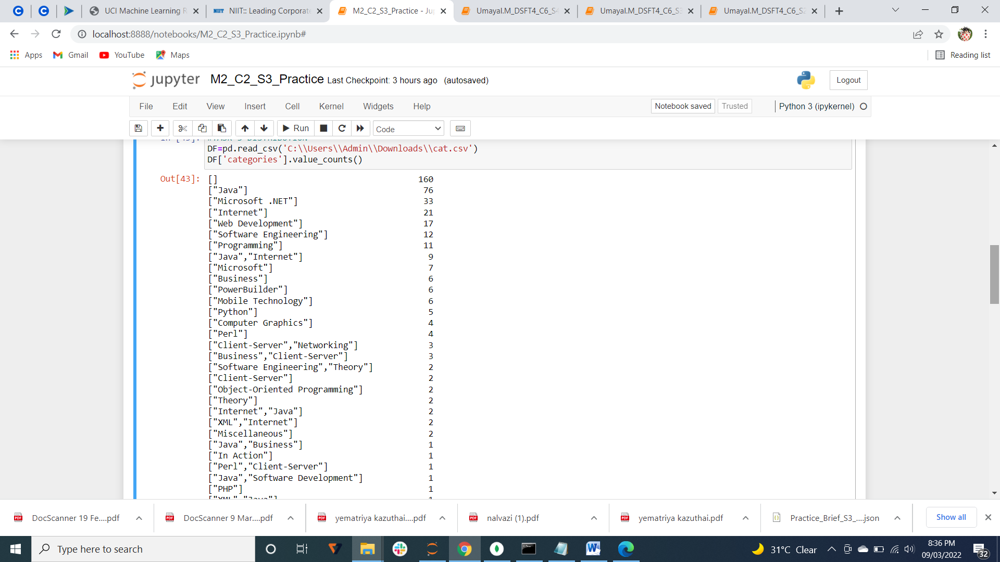 UCI Machine Learning R
NIIT NIIT:: Leading Corporate
M2_C2_S3_Practice - Ju
Umayal.M_DSFT4_C6_S4
Umayal.M_DSFT4_C6_S3
Umayal.M_DSFT4_C6_S2
localhost:8888/notebooks/M2_C2_S3_Practice.ipynb#
Apps Gmail YouTube Maps Reading list
jupyter M2_C2_S3_Practice Last Checkpoint: 3 hours ago (autosaved) Logout
File Edit View Insert Cell Kernel Widgets Help Notebook saved Trusted Python 3 (ipykernel)
Run Code
DF=pd.read_csv('C:\\Users\\Admin\\Downloads\\cat.csv')
DF['categories'].value_counts()
Out[43]: [] 160
["Java"] 76
["Microsoft .NET"] 33
["Internet"] 21
["Web Development"] 17
["Software Engineering"] 12
["Programming"] 11
["Java","Internet"] 9
["Microsoft"] 7
["Business"] 6
["PowerBuilder"] 6
["Mobile Technology"] 6
["Python"] 5
["Computer Graphics"] 4
["Perl"] 4
["Client-Server","Networking"] 3
["Business","Client-Server"] 3
["Software Engineering","Theory"] 2
["Client-Server"] 2
["Object-Oriented Programming"] 2
["Theory"] 2
["Internet","Java"] 2
["XML","Internet"] 2
["Miscellaneous"] 2
["Java","Business"] 1
["In Action"] 1
["Perl","Client-Server"] 1
["Java","Software Development"] 1
["PHP"] 1
["XML","Java"] 1
DocScanner 19 Fe....pdf
DocScanner 9 Mar....pdf
yematriya kazuthai....pdf
nalvazi (1).pdf
yematriya kazuthai.pdf
Practice_Brief_S3_....json
Show all
Type here to search
31°C Clear
8:36 PM
09/03/2022
32